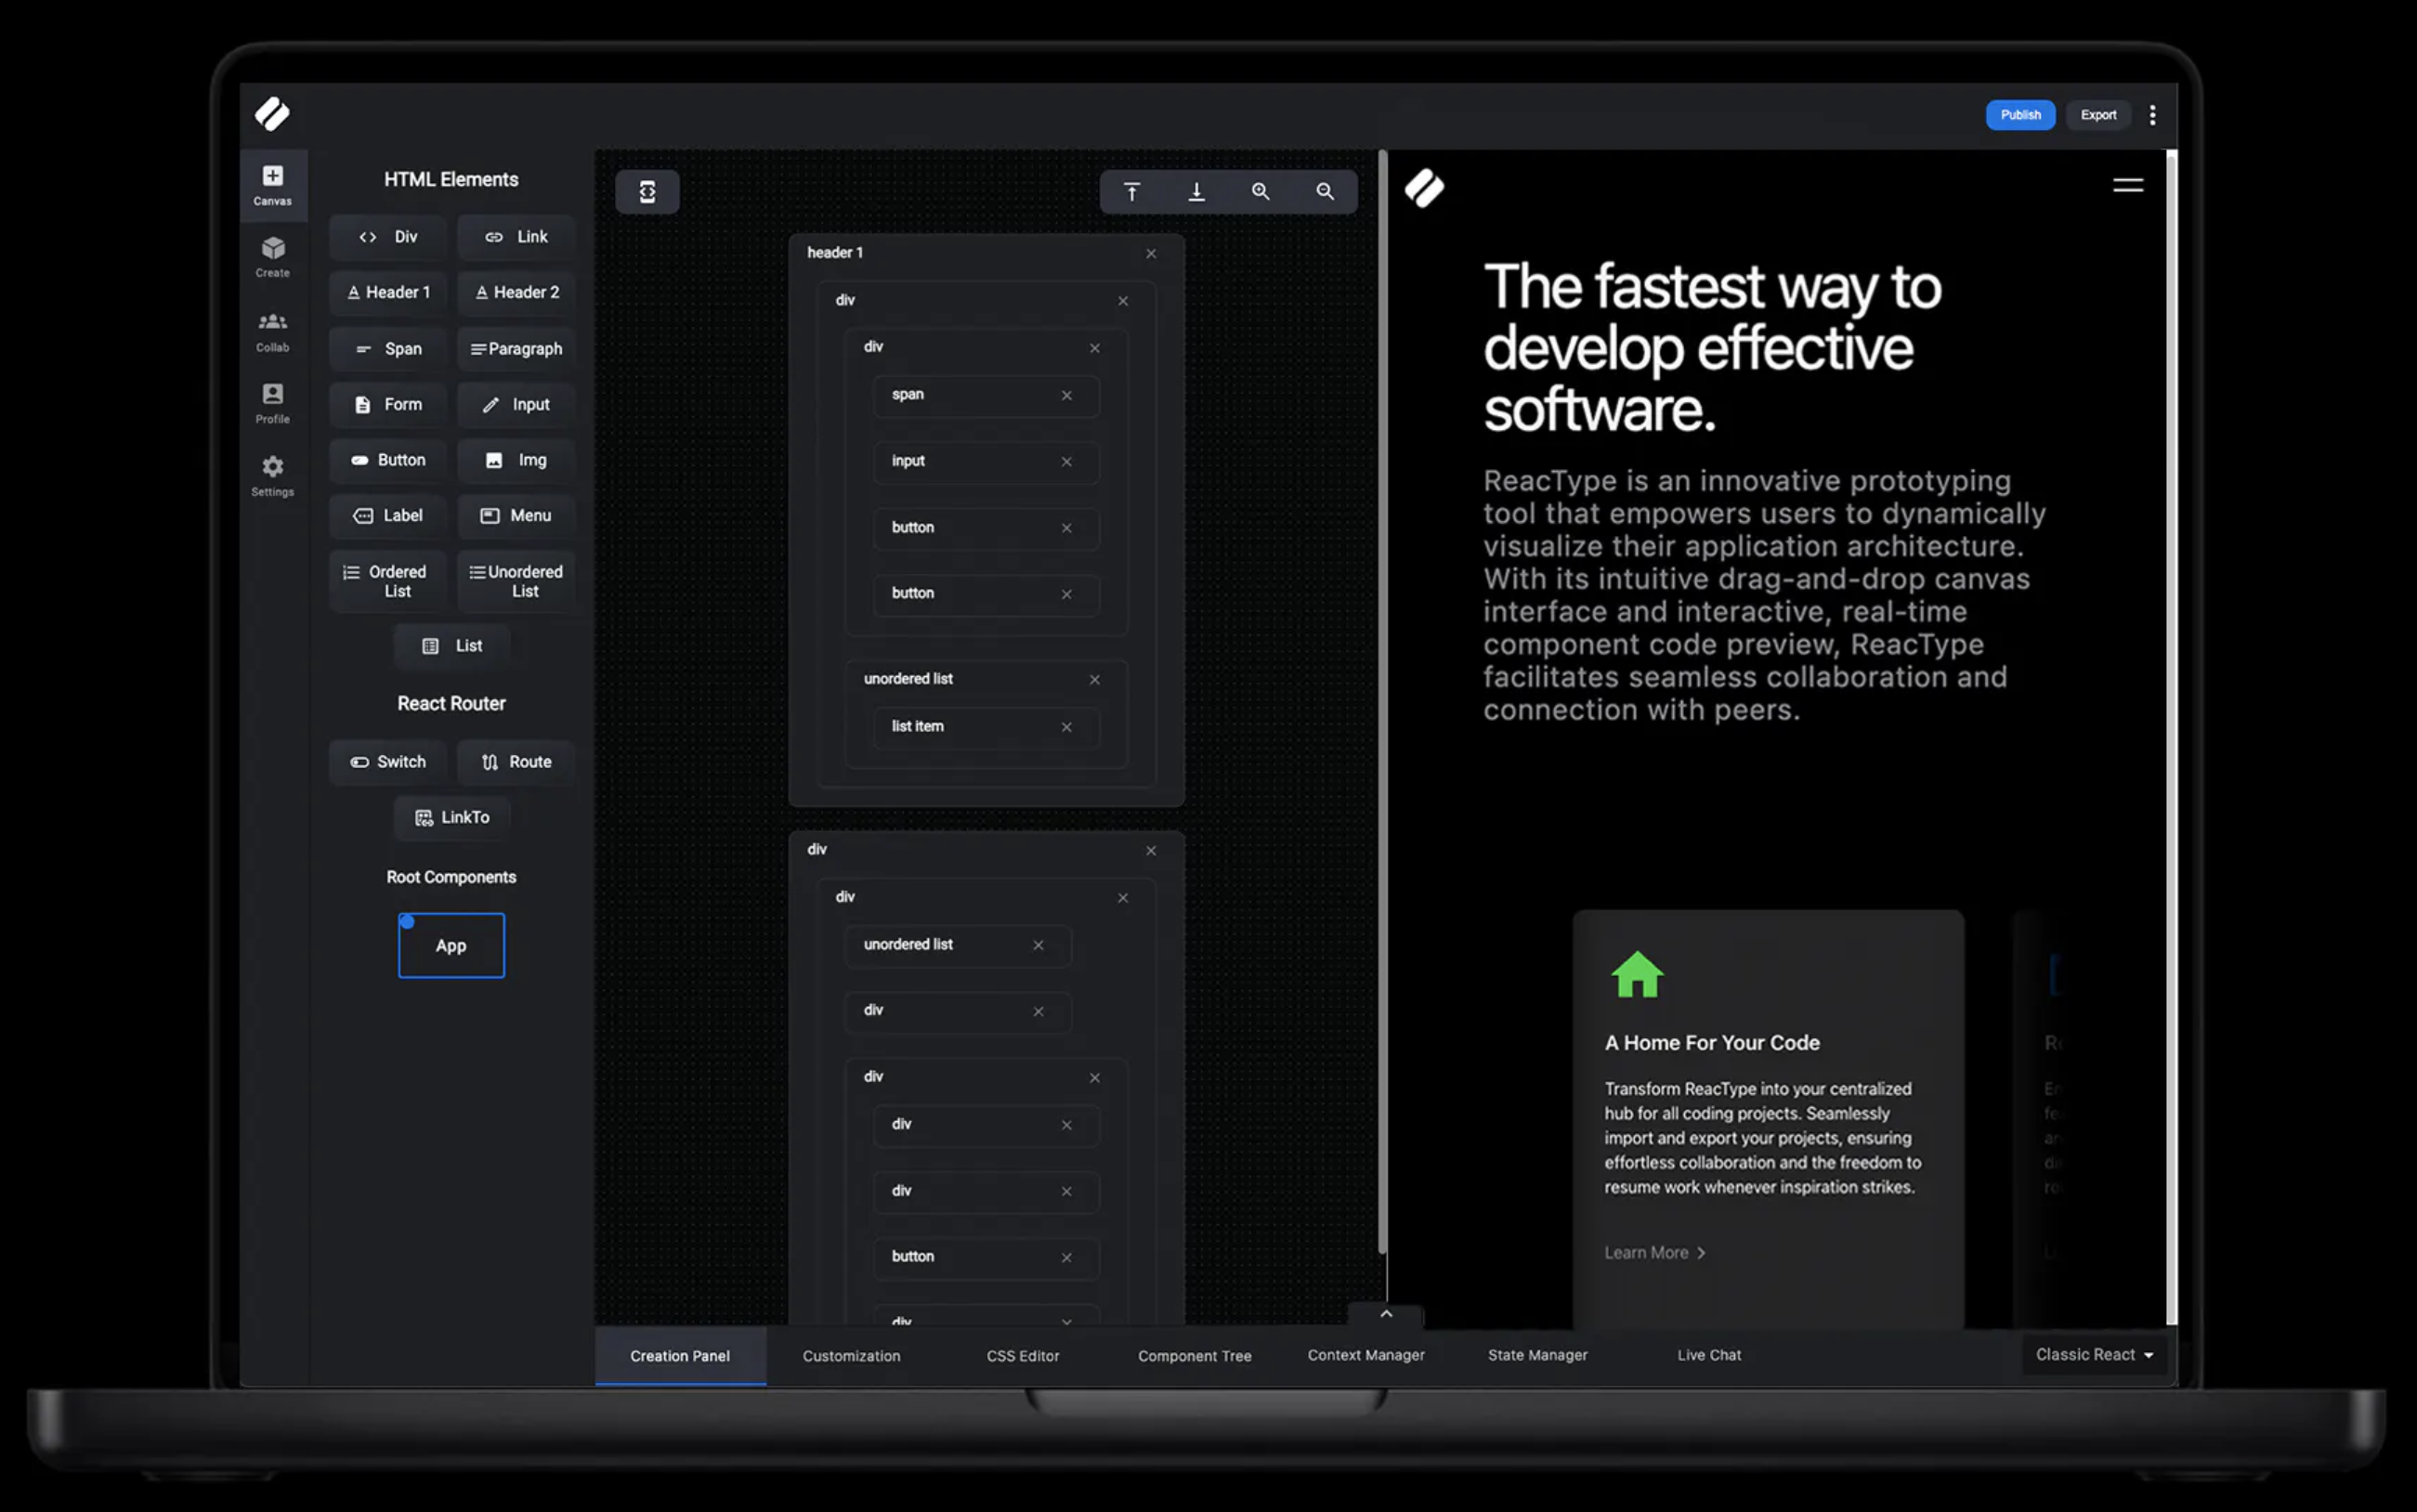 Publish
Export
Canvas
Create
Collab
Profile
Settings
HTML Elements
Div
Link
Header 1
Header 2
Span
Paragraph
Form
Input
Button
Img
Label
Menu
Ordered
List
Unordered
List
List
React Router
Switch
Route
LinkTo
Root Components
App
header 1
div
div
span
input
button
button
unordered list
list item
div
div
unordered list
div
div
div
div
button
div
The fastest way to
develop effective
software.
ReacType is an innovative prototyping
tool that empowers users to dynamically
visualize their application architecture.
With its intuitive drag-and-drop canvas
interface and interactive, real-time
component code preview, ReacType
facilitates seamless collaboration and
connection with peers.
A Home For Your Code
Transform ReacType into your centralized
hub for all coding projects. Seamlessly
import and export your projects, ensuring
effortless collaboration and the freedom to
resume work whenever inspiration strikes.
Learn More
Creation Panel
Customization
CSS Editor
Component Tree
Context Manager
State Manager
Live Chat
Classic React